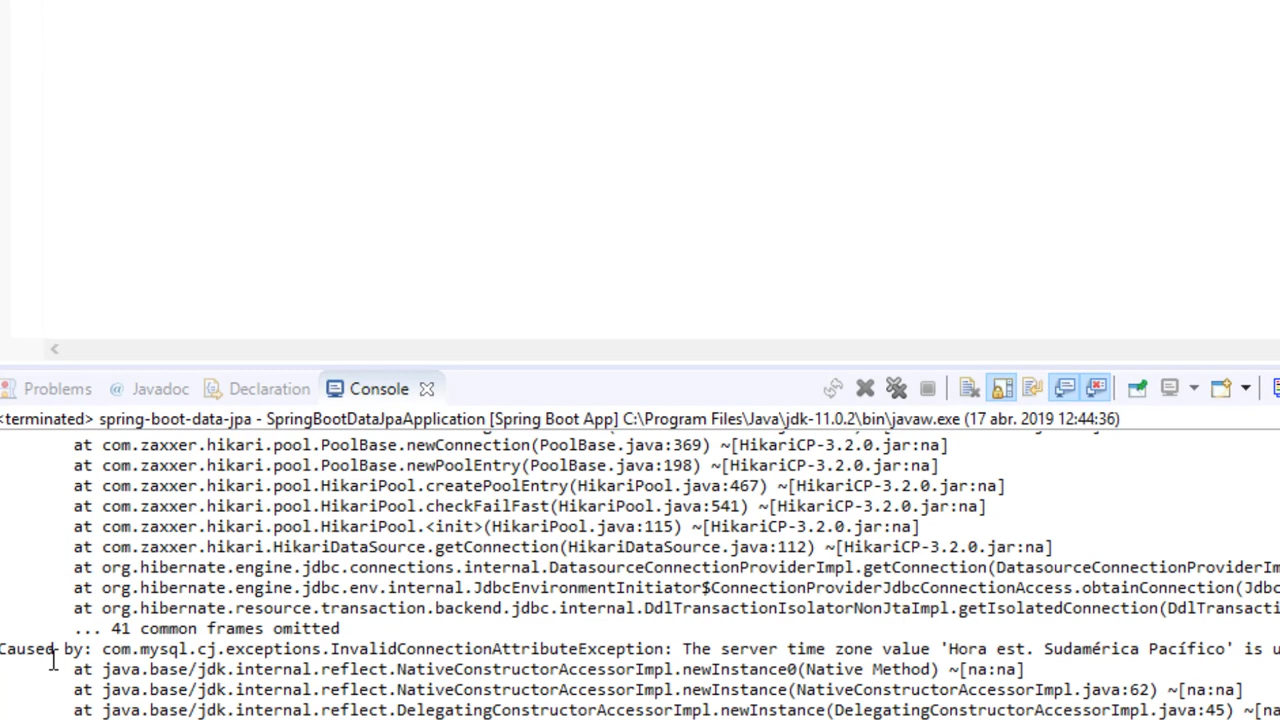 Problems @ Javadoc Declaration Console
<terminated> spring-boot-data-jpa - SpringBootDataJpaApplication [Spring Boot App] C:\Program Files\Java\jdk-11.0.2\bin\javaw.exe (17 abr. 2019 12:44:36)
at com.zaxxer.hikari.pool.PoolBase.newConnection(PoolBase.java:369) ~[HikariCP-3.2.0.jar:na]
at com.zaxxer.hikari.pool.PoolBase.newPoolEntry(PoolBase.java:198) ~[HikariCP-3.2.0.jar:na]
at com.zaxxer.hikari.pool.HikariPool.createPoolEntry(HikariPool.java:467) ~[HikariCP-3.2.0.jar:na]
at com.zaxxer.hikari.pool.HikariPool.checkFailFast(HikariPool.java:541) ~[HikariCP-3.2.0.jar:na]
at com.zaxxer.hikari.pool.HikariPool.<init>(HikariPool.java:115) ~[HikariCP-3.2.0.jar:na]
at com.zaxxer.hikari.HikariDataSource.getConnection(HikariDataSource.java:112) ~[HikariCP-3.2.0.jar:na]
at org.hibernate.engine.jdbc.connections.internal.DatasourceConnectionProviderImpl.getConnection(DatasourceConnectionProviderIm
at org.hibernate.engine.jdbc.env.internal.JdbcEnvironmentInitiator$ConnectionProviderJdbcConnectionAccess.obtainConnection(Jdbc
at org.hibernate.resource.transaction.backend.jdbc.internal.DdlTransactionIsolatorNonJtaImpl.getIsolatedConnection(DdlTransacti
... 41 common frames omitted
Caused by: com.mysql.cj.exceptions.InvalidConnectionAttributeException: The server time zone value 'Hora est. Sudamérica Pacífico' is u
at java.base/jdk.internal.reflect.NativeConstructorAccessorImpl.newInstance0(Native Method) ~[na:na]
at java.base/jdk.internal.reflect.NativeConstructorAccessorImpl.newInstance(NativeConstructorAccessorImpl.java:62) ~[na:na]
at java.base/jdk.internal.reflect.DelegatingConstructorAccessorImpl.newInstance(DelegatingConstructorAccessorImpl.java:45) ~[na